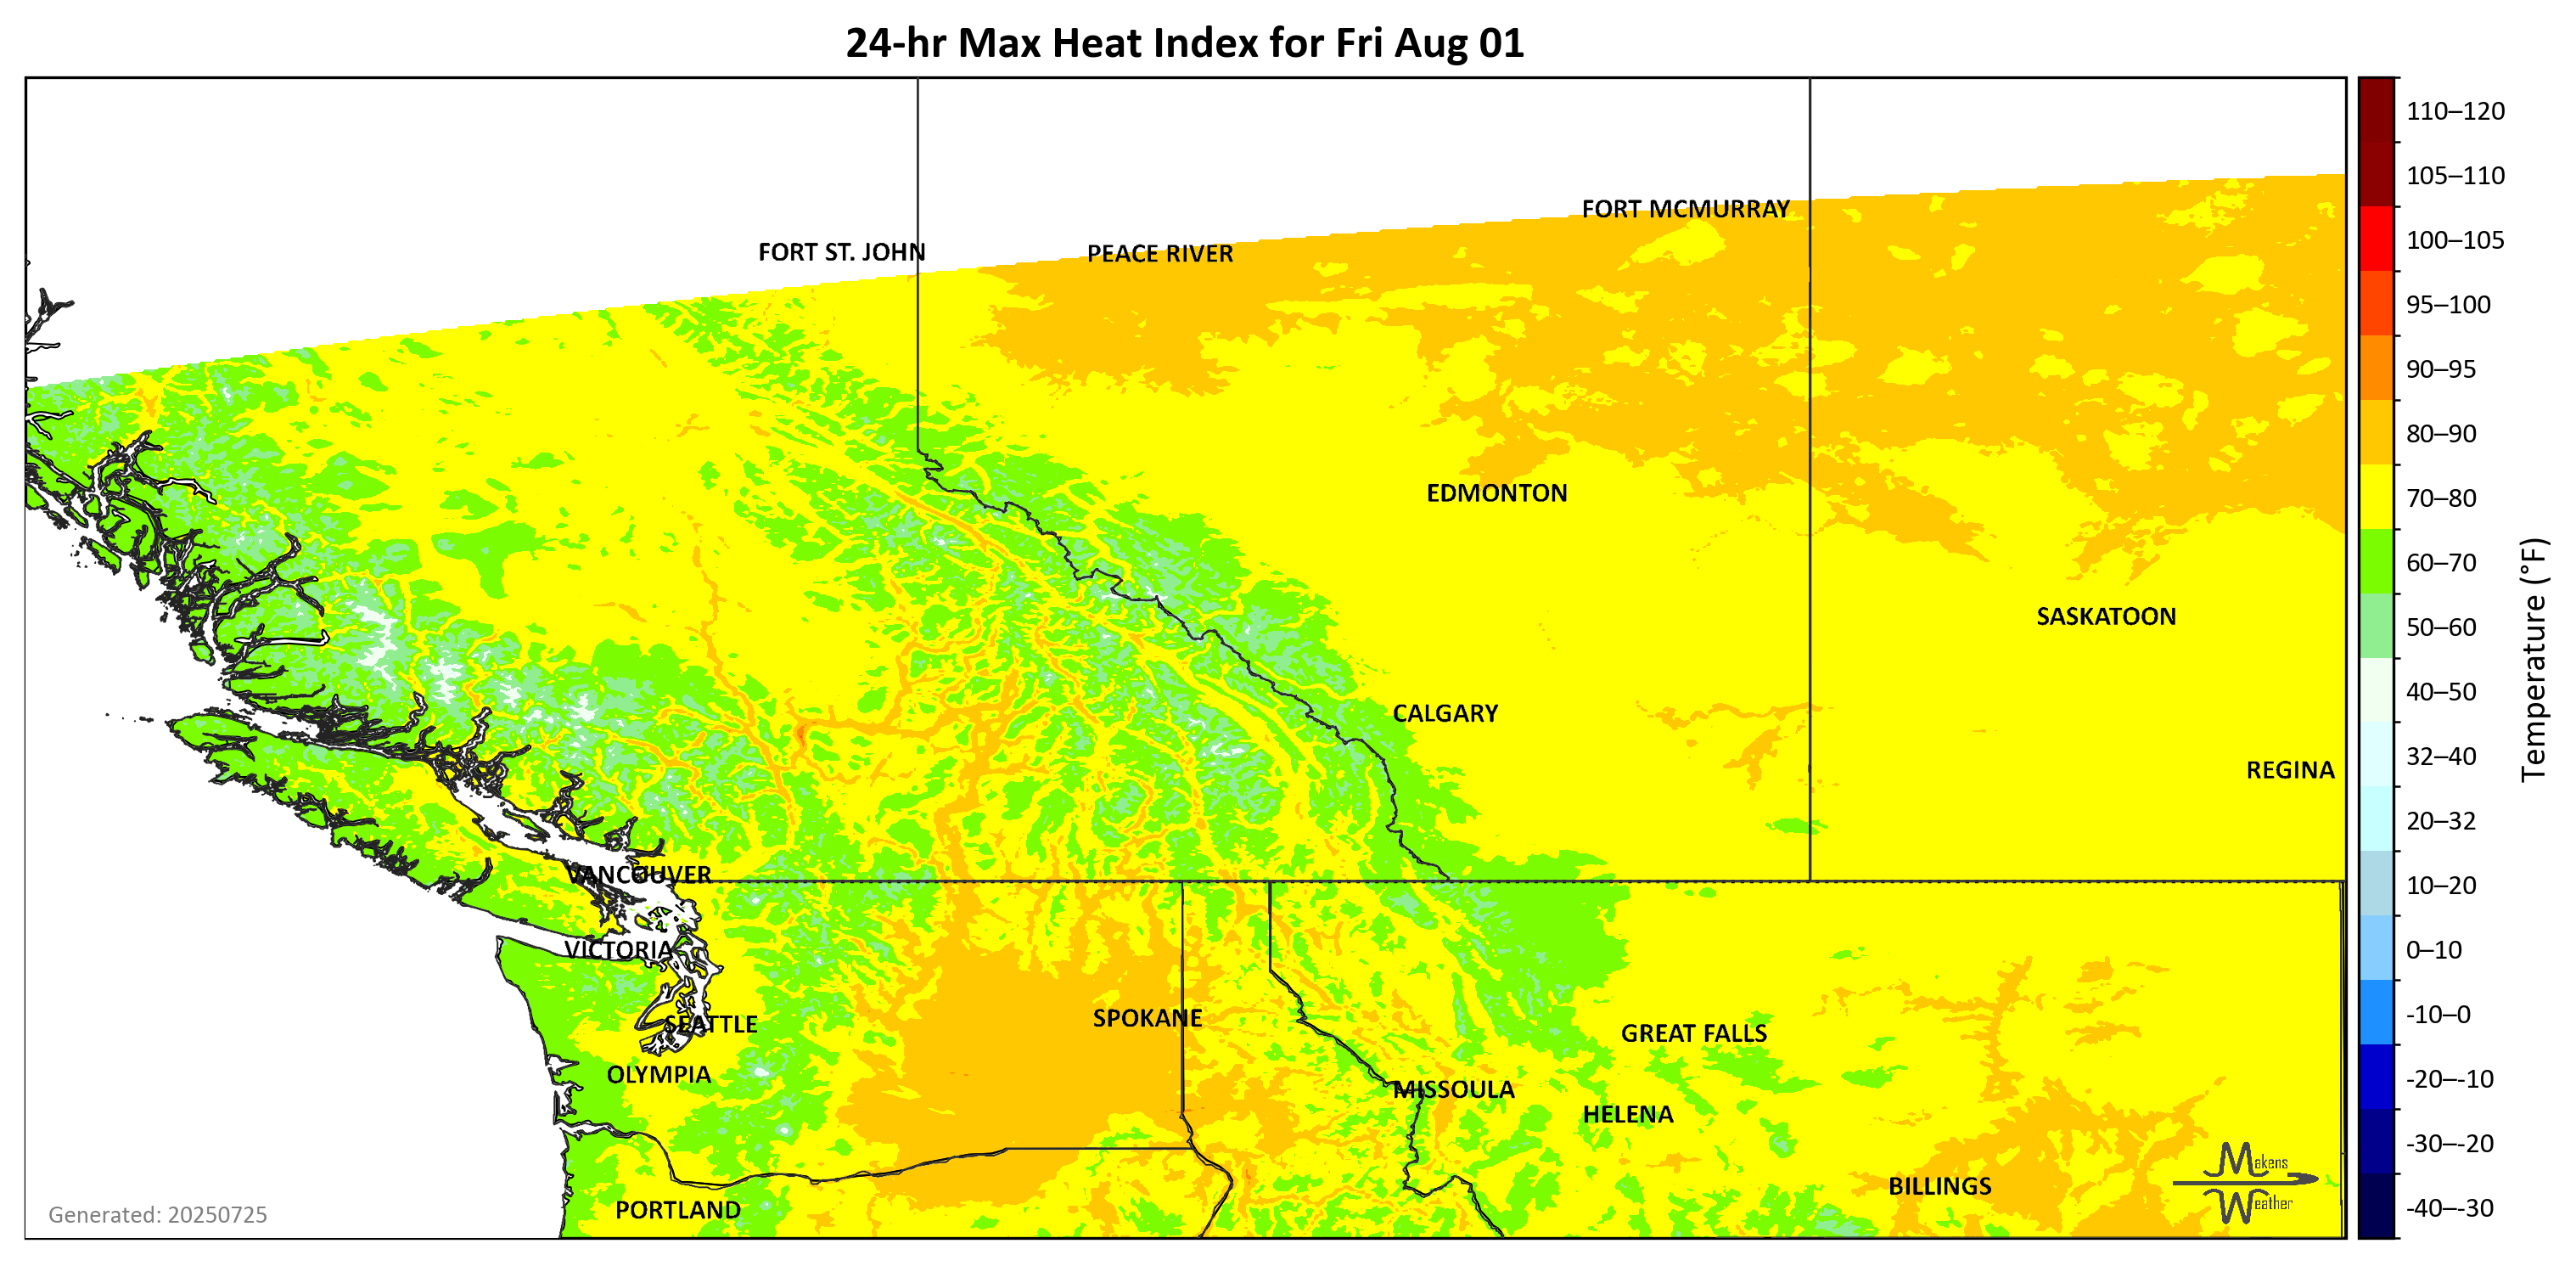 24-hr Max Heat Index for Fri Aug 01
110–120
105–110
FORT MCMURRAY
100–105
FORT ST. JOHN
PEACE RIVER
95–100
90–95
80–90
EDMONTON
70–80
60–70
SASKATOON
50–60
40–50
CALGARY
32–40
REGINA
Temperature (°F)
20–32
VANCOUVER
10–20
VICTORIA
0–10
SPOKANE
-10–0
SEATTLE
GREAT FALLS
OLYMPIA
-20–-10
MISSOULA
HELENA
-30–-20
Makens
Weather
BILLINGS
PORTLAND
-40–-30
Generated: 20250725